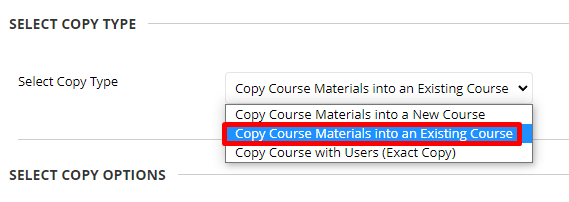 SELECT COPY TYPE
Select Copy Type
Copy Course Materials into an Existing Course
Copy Course Materials into a New Course
Copy Course Materials into an Existing Course
Copy Course with Users (Exact Copy)
SELECT COPY OPTIONS